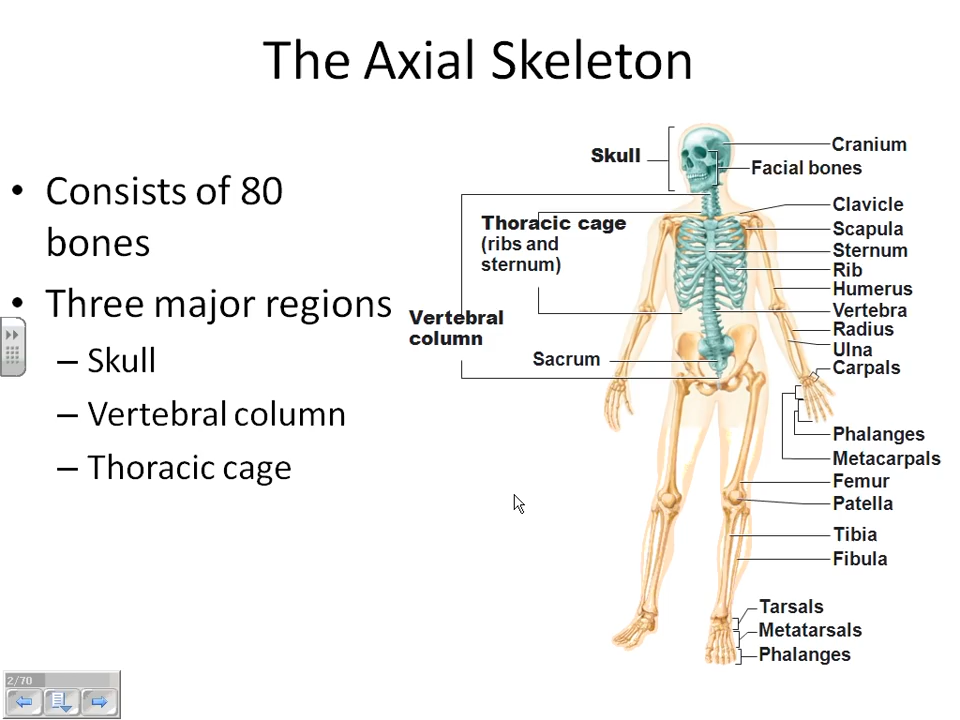 The Axial Skeleton
• Consists of 80
bones
• Three major regions
– Skull
– Vertebral column
– Thoracic cage
Skull
Thoracic cage
(ribs and
sternum)
Vertebral
column
Sacrum
Cranium
Facial bones
Clavicle
Scapula
Sternum
Rib
Humerus
Vertebra
Radius
Ulna
Carpals
Phalanges
Metacarpals
Femur
Patella
Tibia
Fibula
Tarsals
Metatarsals
Phalanges
2/70